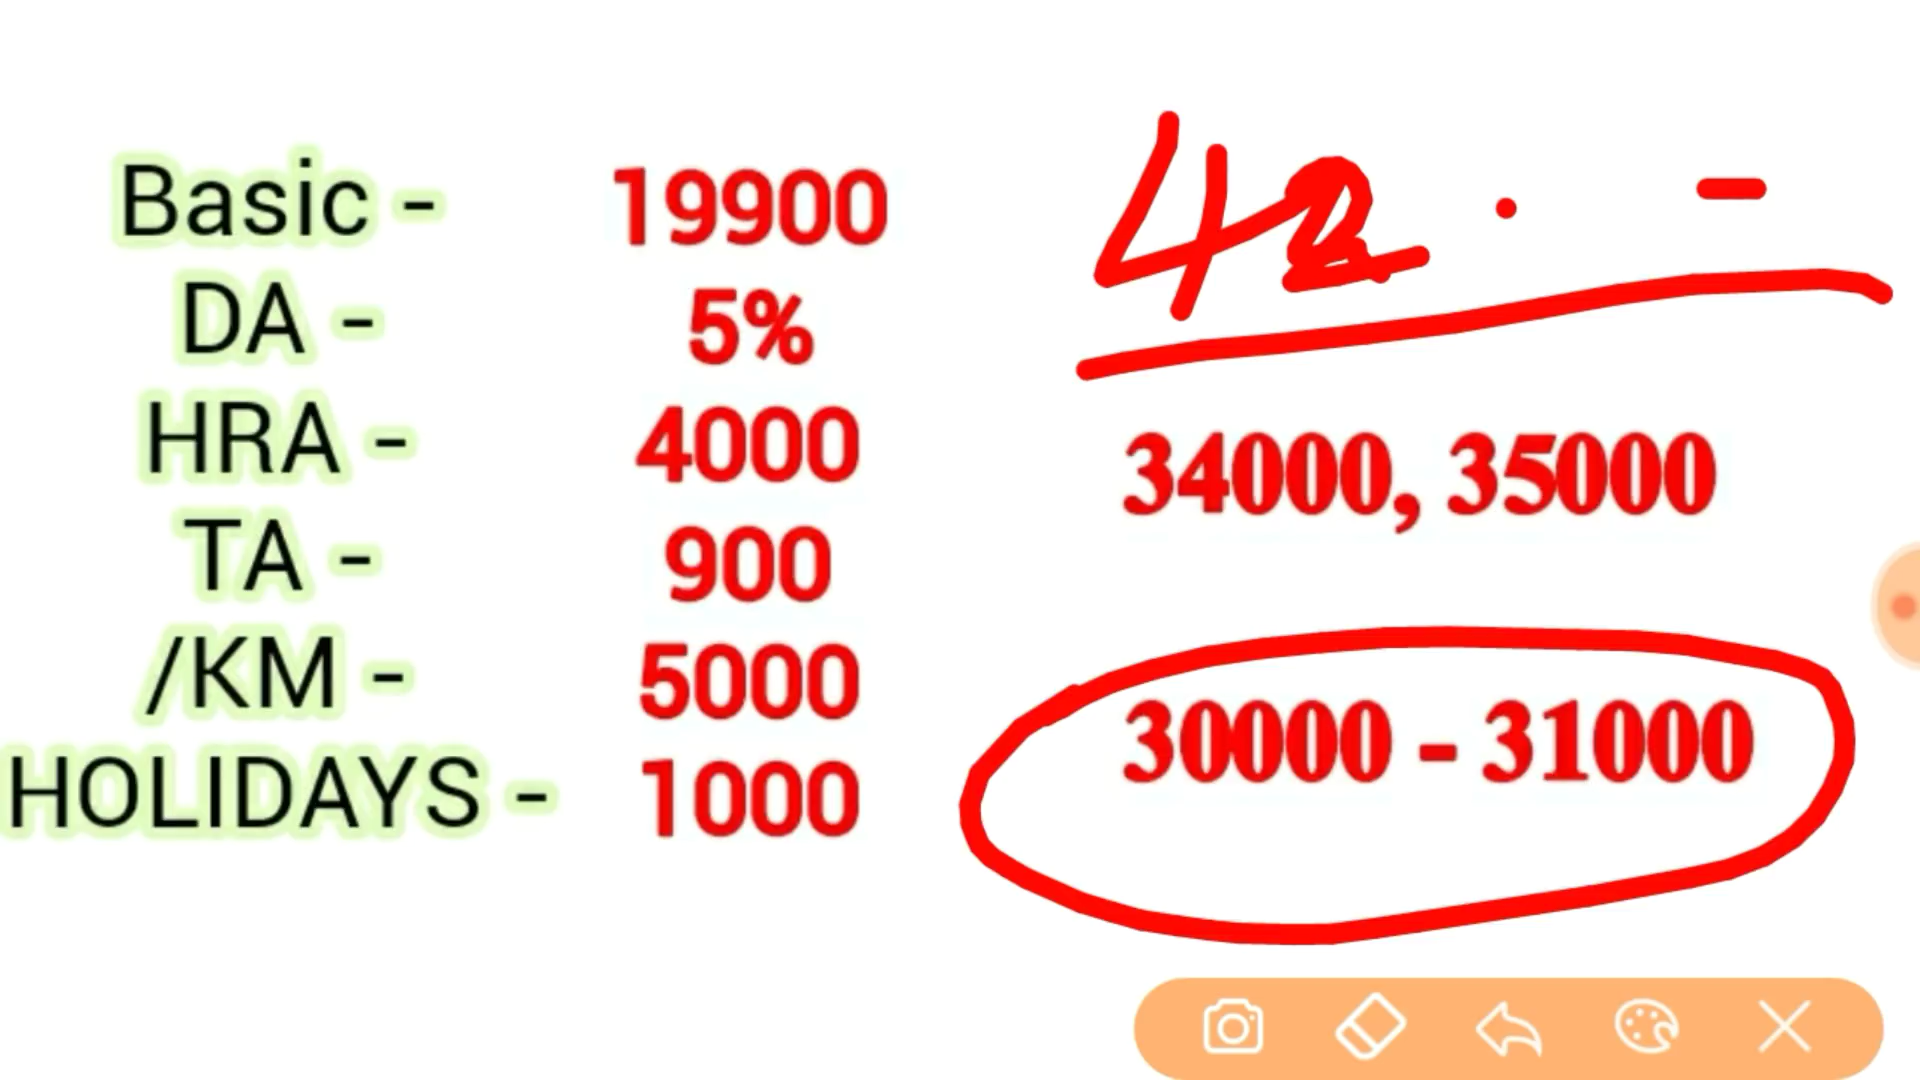 Basic - 19900
DA - 5%
HRA - 4000
TA - 900
/KM - 5000
HOLIDAYS - 1000
34000, 35000
30000 - 31000